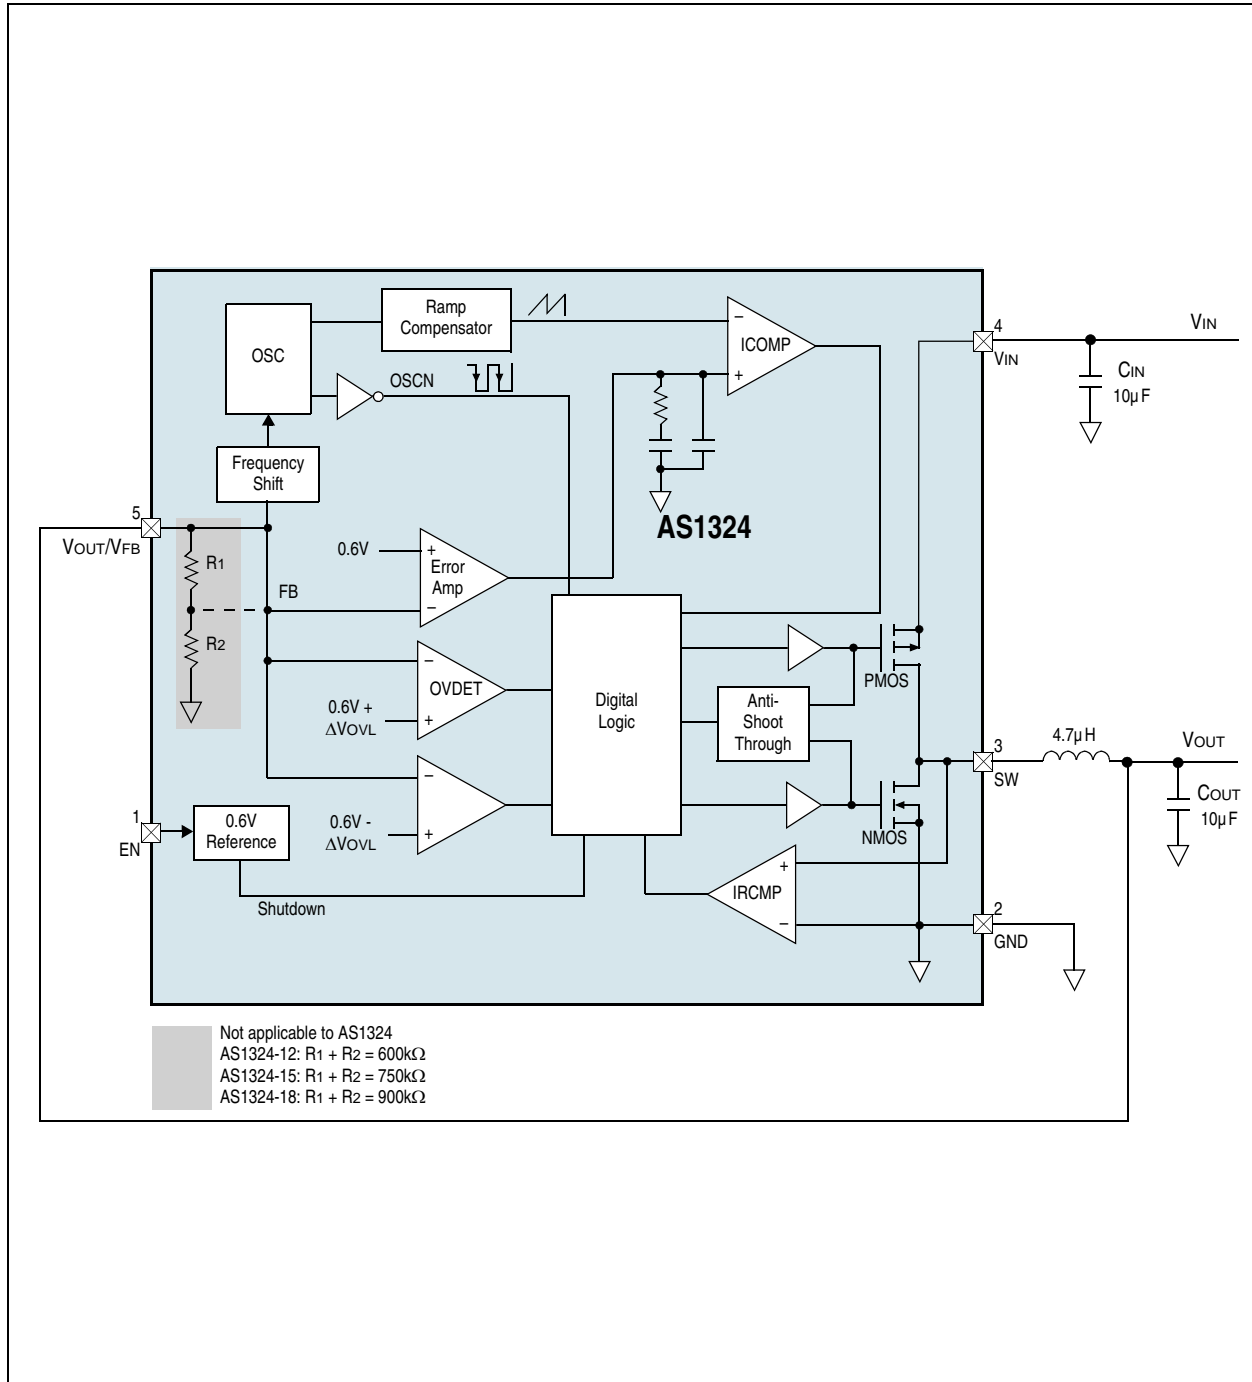 Ramp
Compensator
OSC
OSCN
ICOMP
−
+
4
VIN
VIN
CIN
10µF
Frequency
Shift
5
VOUT/VFB
R1
R2
FB
0.6V
+
Error
Amp
−
AS1324
−
OVDET
+
0.6V +
ΔVOVL
−
+
0.6V -
ΔVOVL
Digital
Logic
Anti-
Shoot
Through
PMOS
NMOS
3
SW
4.7µH
VOUT
COUT
10µF
1
EN
0.6V
Reference
Shutdown
IRCMP
+
−
2
GND
Not applicable to AS1324
AS1324-12: R1 + R2 = 600kΩ
AS1324-15: R1 + R2 = 750kΩ
AS1324-18: R1 + R2 = 900kΩ